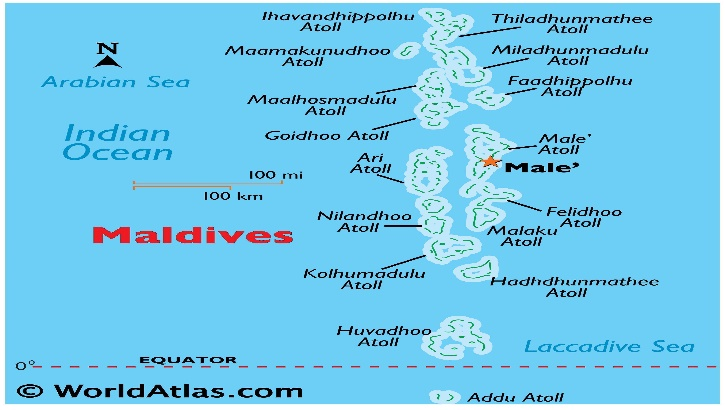 Ihavandhippolhu
Atoll
Thiladhunmathee
Atoll
N
Maamakunudhoo
Atoll
Miladhunmadulu
Atoll
Arabian Sea
Faadhippolhu
Atoll
Maalhosmadulu
Atoll
Indian
Ocean
Goidhoo Atoll
Male'
Atoll
Ari
Atoll
Male'
100 mi
100 km
Maldives
Nilandhoo
Atoll
Felidhoo
Atoll
Malaku
Atoll
Kolhumadulu
Atoll
Hadhdhunmathee
Atoll
Huvadhoo
Atoll
Laccadive Sea
0°
EQUATOR
© WorldAtlas.com
Addu Atoll